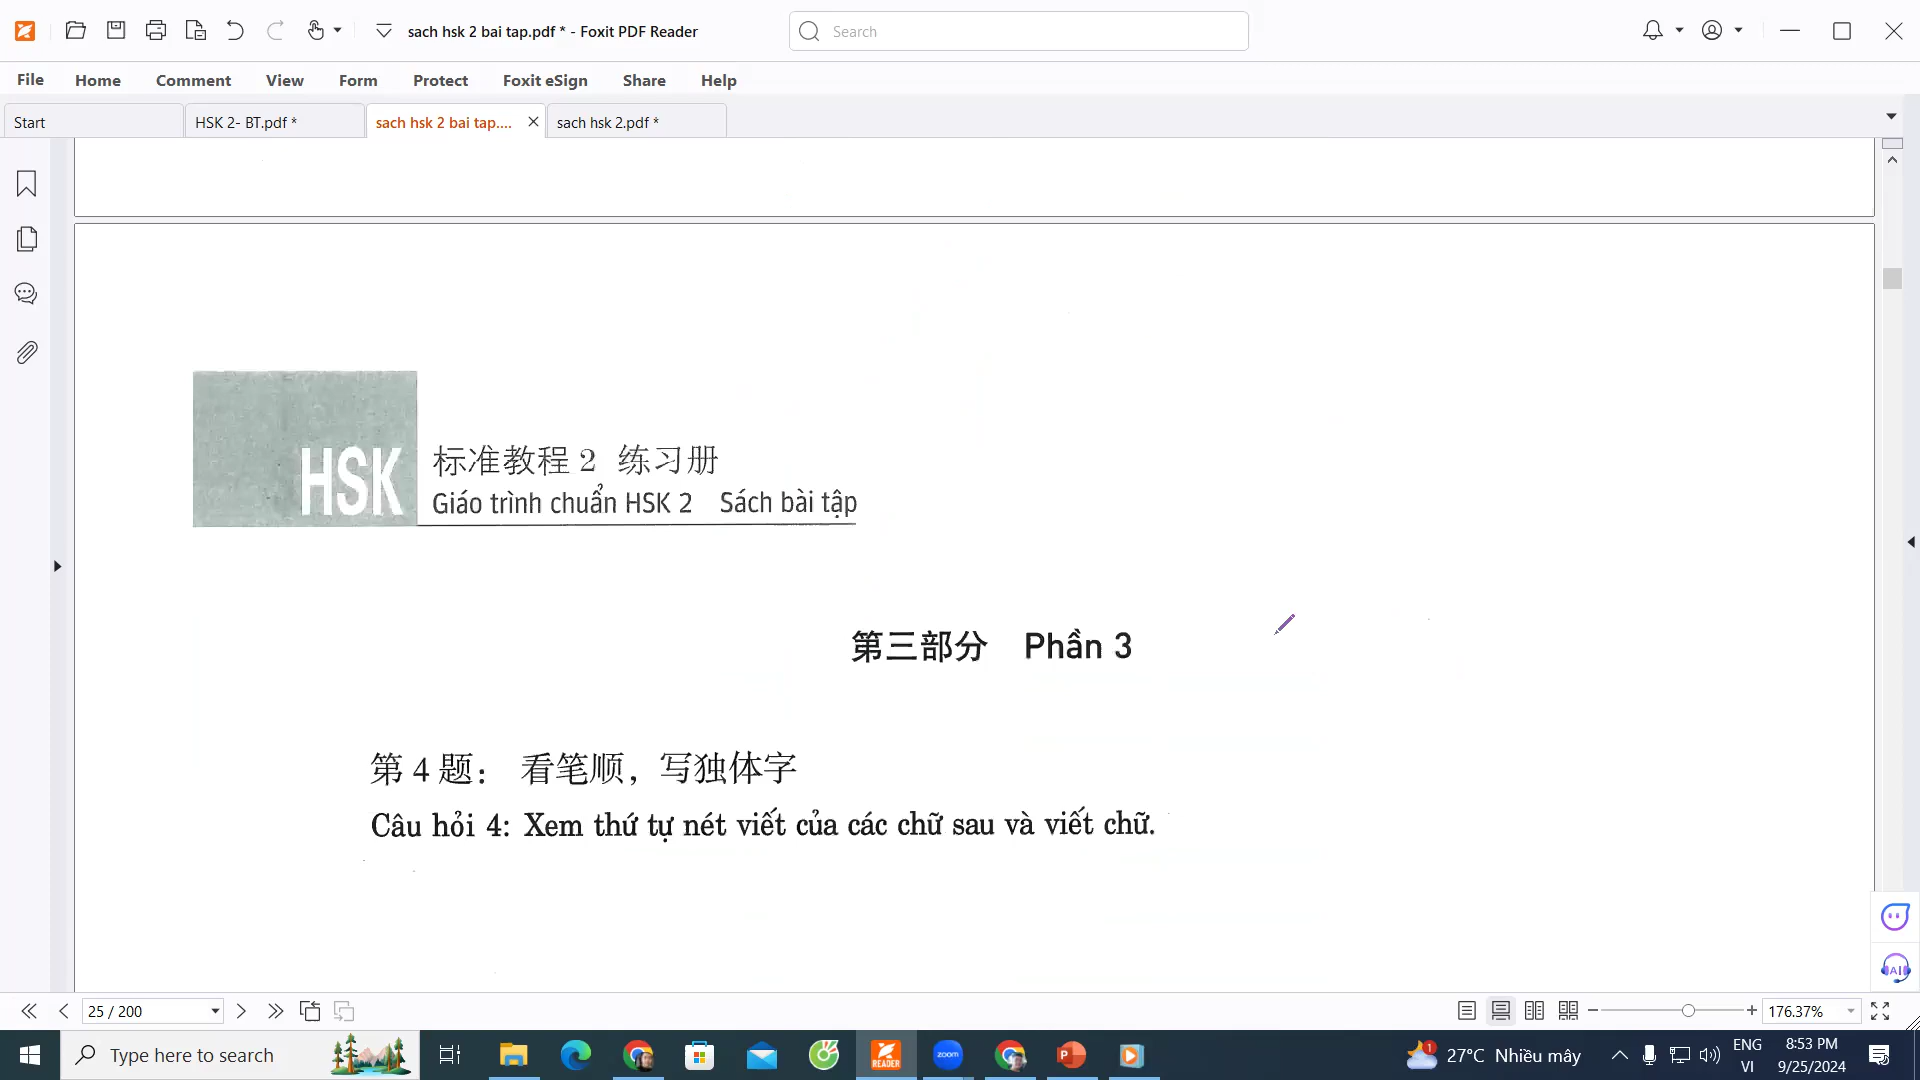 sach hsk 2 bai tap.pdf * - Foxit PDF Reader
Search
File Home Comment View Form Protect Foxit eSign Share Help
Start
HSK 2- BT.pdf *
sach hsk 2 bai tap....
sach hsk 2.pdf *
HSK
标准教程 2 练习册
Giáo trình chuẩn HSK 2 Sách bài tập
第三部分 Phần 3
第 4 题： 看笔顺，写独体字
Câu hỏi 4: Xem thứ tự nét viết của các chữ sau và viết chữ.
AI
25 / 200
176.37%
Type here to search
READER
zoom
P
1
27°C Nhiều mây
ENG
VI
8:53 PM
9/25/2024